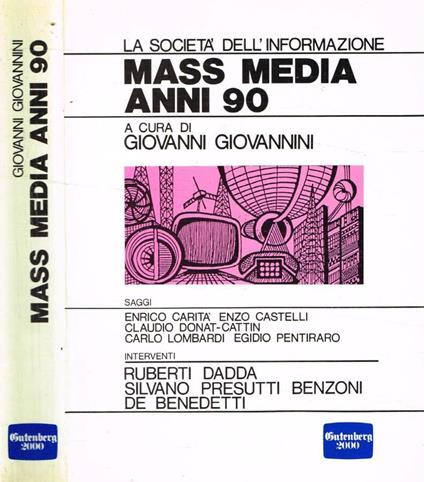 GIOVANNI GIOVANNINI
MASS MEDIA ANNI 90
Gutenberg
2000
LA SOCIETA' DELL'INFORMAZIONE
MASS MEDIA
ANNI 90
A CURA DI
GIOVANNI GIOVANNINI
SAGGI
ENRICO CARITA' ENZO CASTELLI
CLAUDIO DONAT-CATTIN
CARLO LOMBARDI EGIDIO PENTIRARO
INTERVENTI
RUBERTI DADDA
SILVANO PRESUTTI BENZONI
DE BENEDETTI
Gutenberg
2000